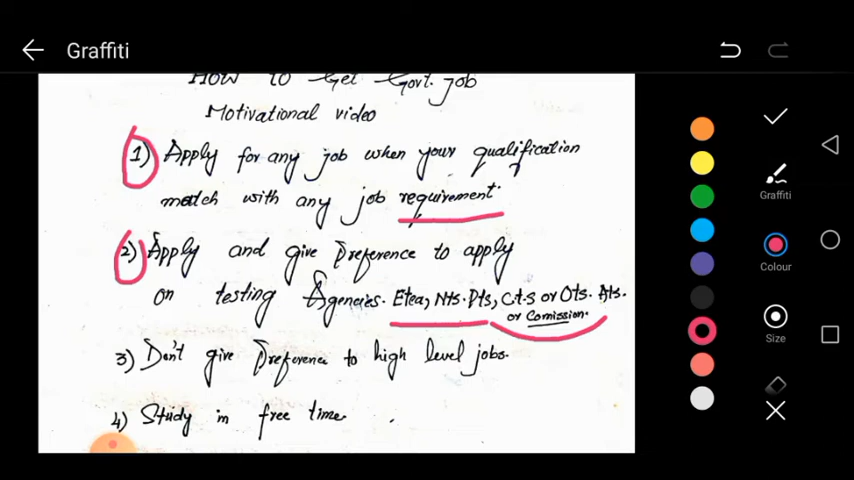 Graffiti
How to Get Govt. job
Motivational video
1) Apply for any job when your qualification
match with any job requirement.
2) Apply and give Preference to apply
on testing Agencies. Etea, Nts. Pts, C.t.s or Ots. Ats.
or Comission.
3) Don't give Preference to high level jobs.
4) Study in free time.
Graffiti
Colour
Size